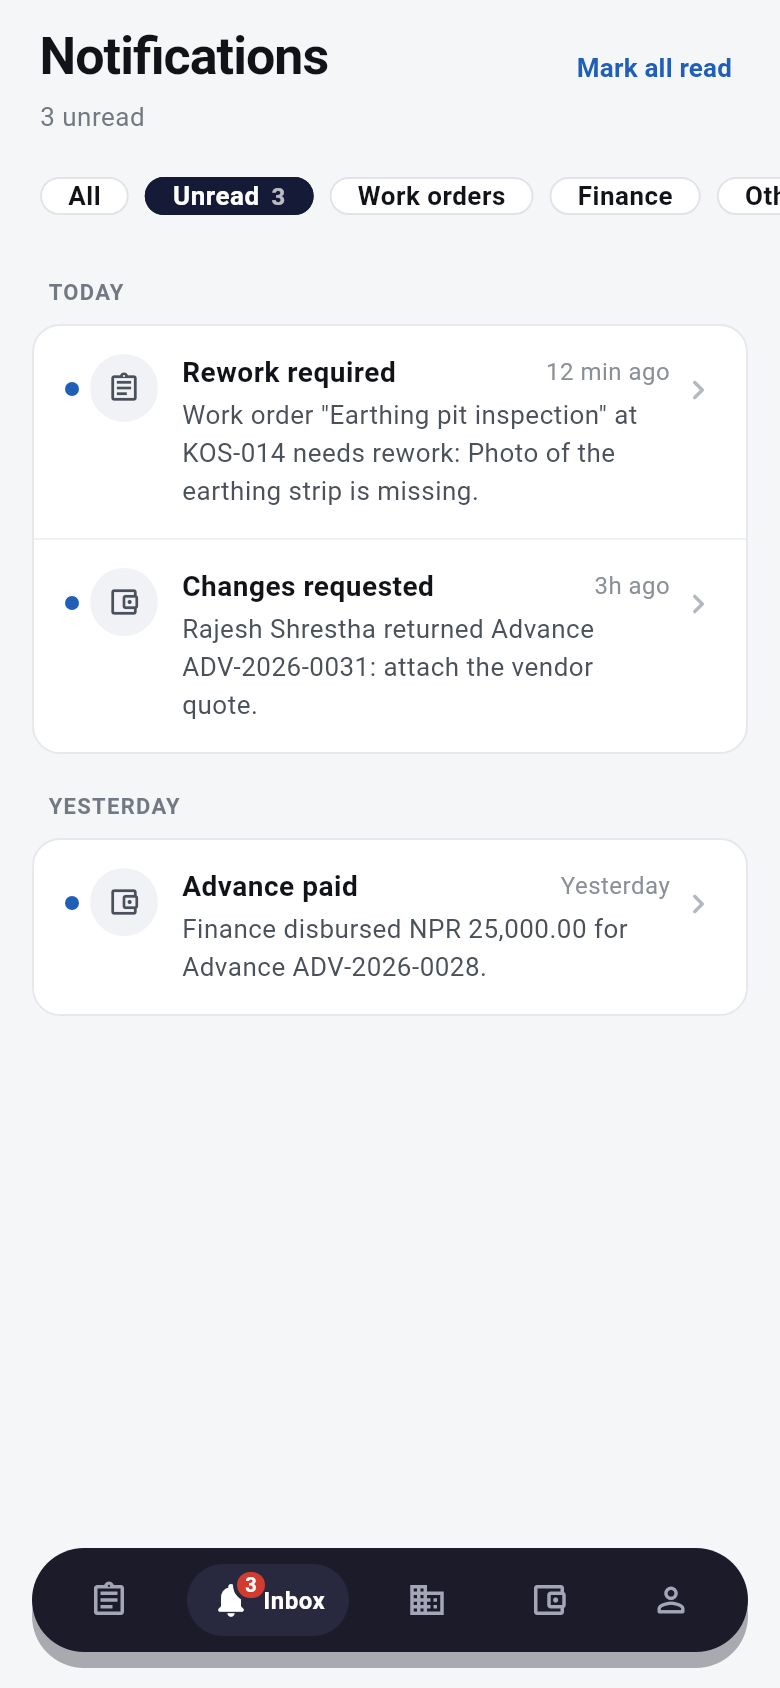 Notifications
Mark all read
3 unread
All
Unread 3
Work orders
Finance
Oth
TODAY
Rework required
12 min ago
Work order "Earthing pit inspection" at
KOS-014 needs rework: Photo of the
earthing strip is missing.
Changes requested
3h ago
Rajesh Shrestha returned Advance
ADV-2026-0031: attach the vendor
quote.
YESTERDAY
Advance paid
Yesterday
Finance disbursed NPR 25,000.00 for
Advance ADV-2026-0028.
3
Inbox